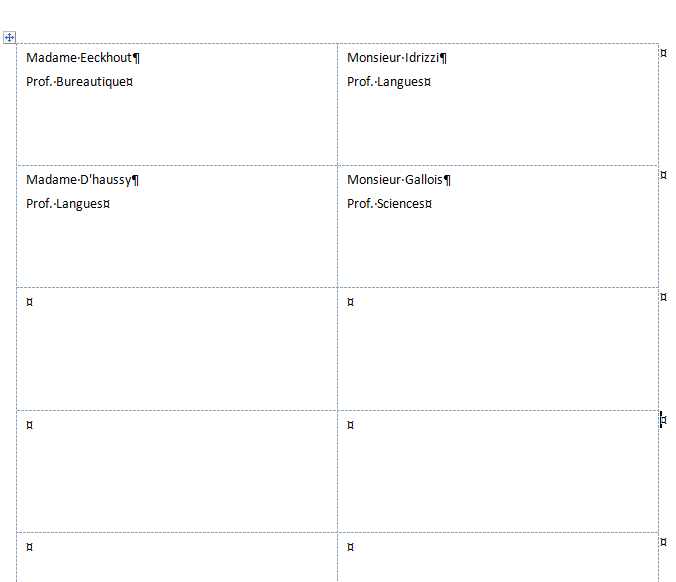 Madame·Eeckhout¶
Prof.·Bureautique¤
Monsieur·Idrizzi¶
Prof.·Langues¤
¤
Madame·D'haussy¶
Prof.·Langues¤
Monsieur·Gallois¶
Prof.·Sciences¤
¤
¤
¤
¤
¤
¤
¤
¤
¤
¤